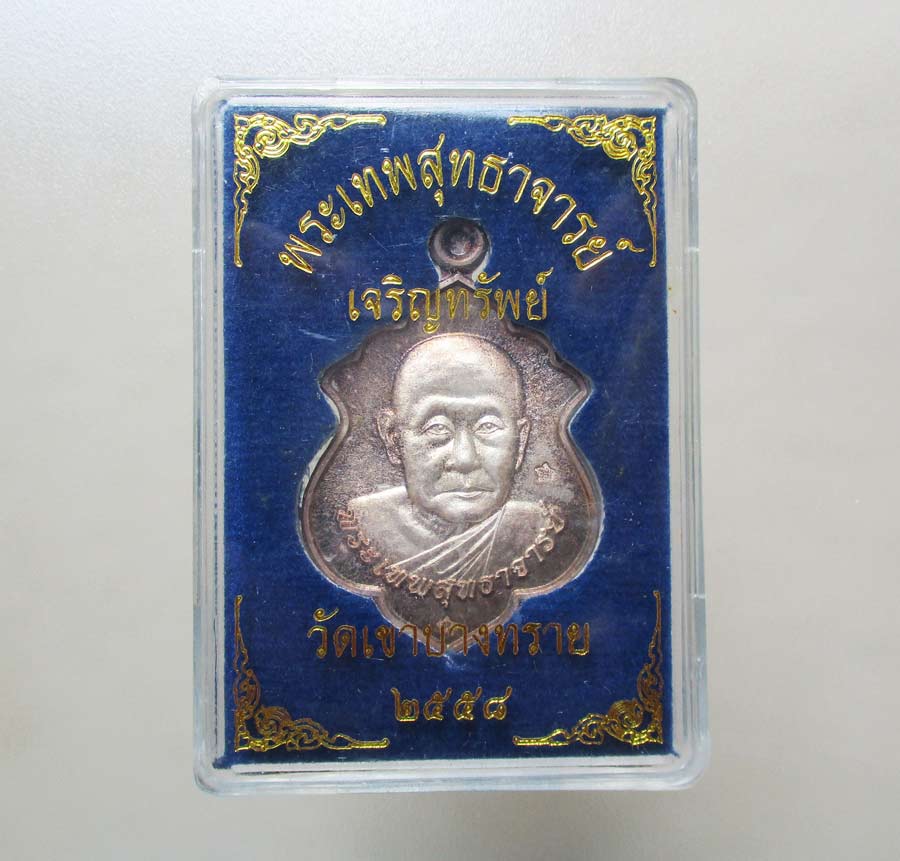 พระเทพสุทธาจารย์
เจริญทรัพย์
พระเทพสุทธาจารย์
วัดเขาบางทราย
๒๕๕๘